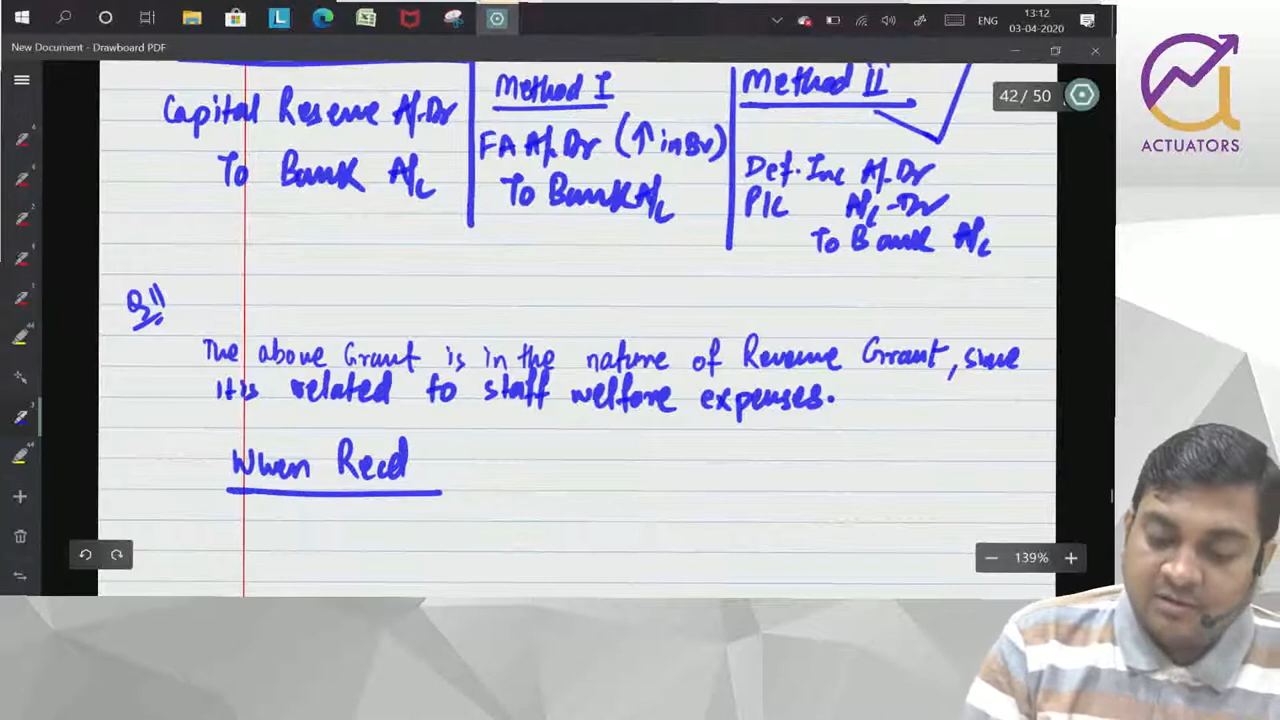 13:12
ENG
03-04-2020
New Document - Drawboard PDF
42 / 50
ACTUATORS
Capital Reserve A/c Dr
To Bank A/c
Method I
FA A/c Dr (↑ in BV)
To Bank A/c
Method II
Def. Inc A/c Dr
P/L A/c Dr
To Bank A/c
Q11
The above Grant is in the nature of Revenue Grant, since
it is related to staff welfare expenses.
When Recd
139%